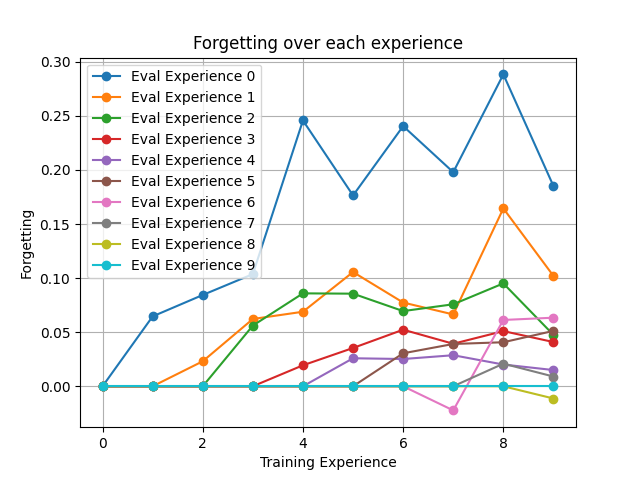 Forgetting over each experience
0.30
0.25
0.20
0.15
0.10
0.05
0.00
Forgetting
Eval Experience 0
Eval Experience 1
Eval Experience 2
Eval Experience 3
Eval Experience 4
Eval Experience 5
Eval Experience 6
Eval Experience 7
Eval Experience 8
Eval Experience 9
0 2 4 6 8
Training Experience